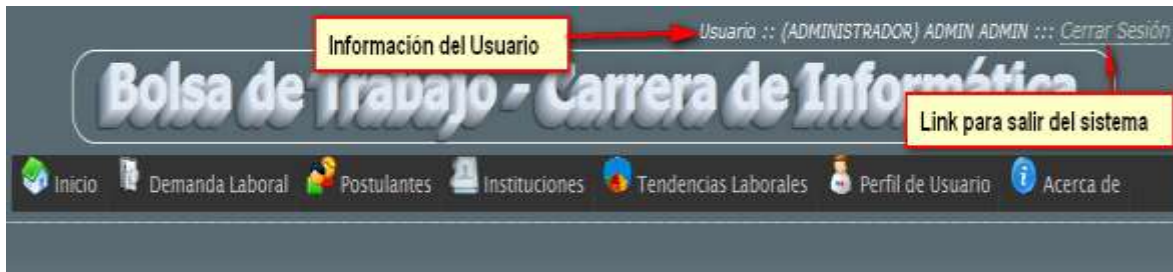 Usuario :: (ADMINISTRADOR) ADMIN ADMIN ::: Cerrar Sesión
Información del Usuario
Bolsa de Trabajo - Carrera de Informática
Link para salir del sistema
Inicio Demanda Laboral Postulantes Instituciones Tendencias Laborales Perfil de Usuario Acerca de